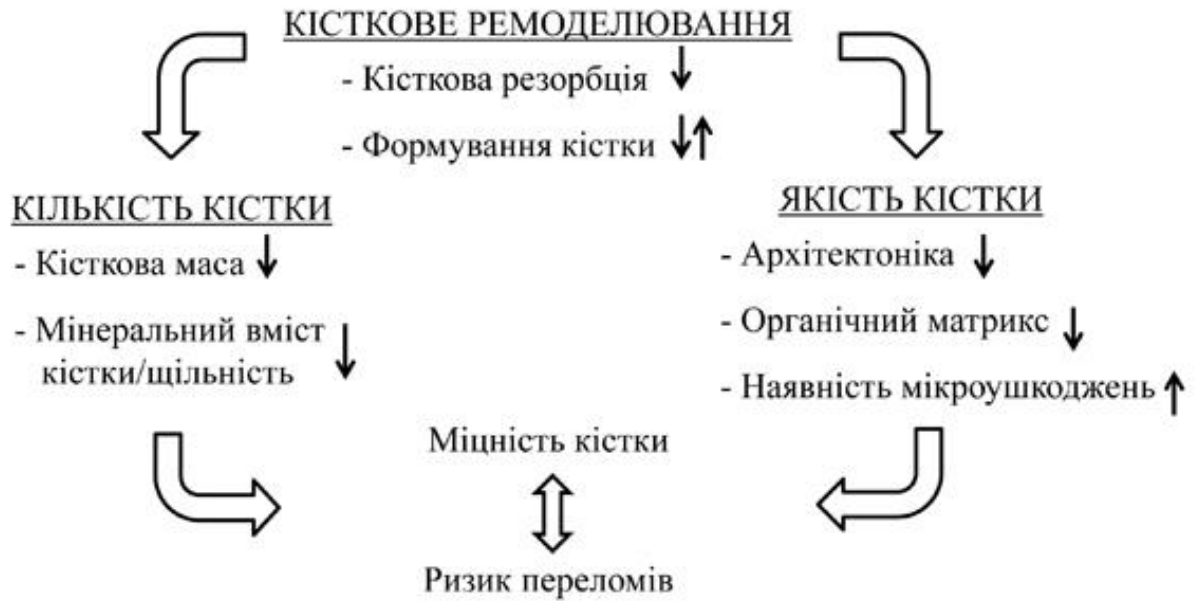 КІСТКОВЕ РЕМОДЕЛЮВАННЯ
- Кісткова резорбція ↓
- Формування кістки ↓↑
КІЛЬКІСТЬ КІСТКИ
- Кісткова маса ↓
- Мінеральний вміст
кістки/щільність ↓
ЯКІСТЬ КІСТКИ
- Архітектоніка ↓
- Органічний матрикс ↓
- Наявність мікроушкоджень ↑
Міцність кістки
Ризик переломів